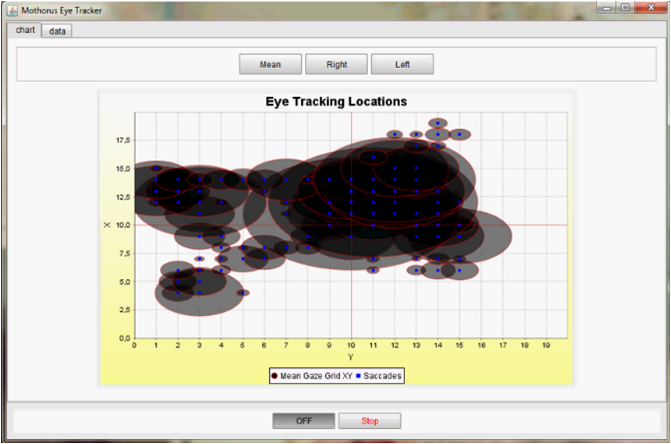 Mothorus Eye Tracker
chart data
Mean Right Left
Eye Tracking Locations
17,5
15,0
12,5
X 10,0
7,5
5,0
2,5
0,0
0 1 2 3 4 5 6 7 8 9 10 11 12 13 14 15 16 17 18 19
Y
Mean Gaze Grid XY Saccades
OFF Stop